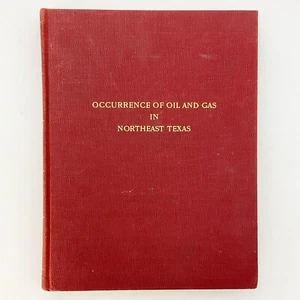 OCCURRENCE OF OIL AND GAS
IN
NORTHEAST TEXAS